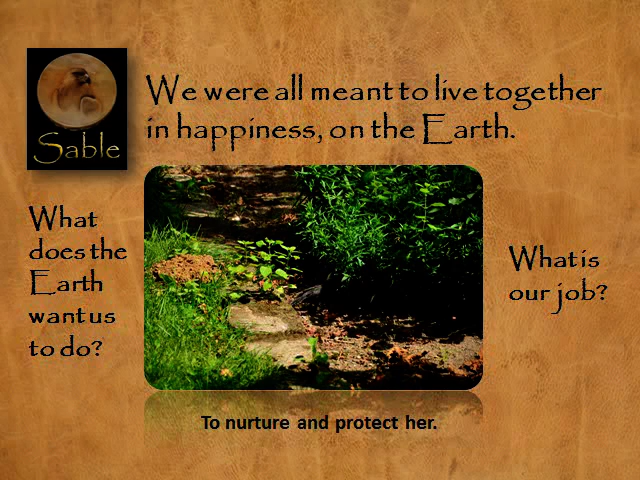 Sable
We were all meant to live together
in happiness, on the Earth.
What
does the
Earth
want us
to do?
What is
our job?
To nurture and protect her.